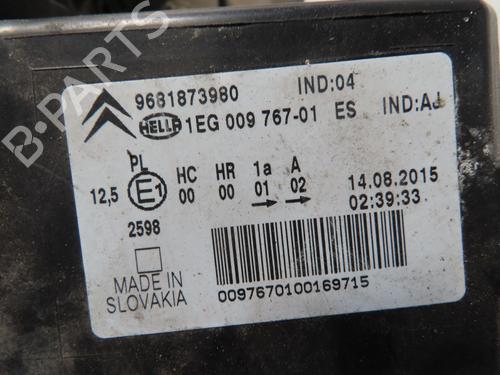 9681873980 IND:04
HELLA 1EG 009 767-01 ES IND:AJ
PL HC HR 1a A
12,5 E1 00 00 01 02 14.08.2015
02:39:33
2598
MADE IN
SLOVAKIA
0097670100169715
B-PARTS